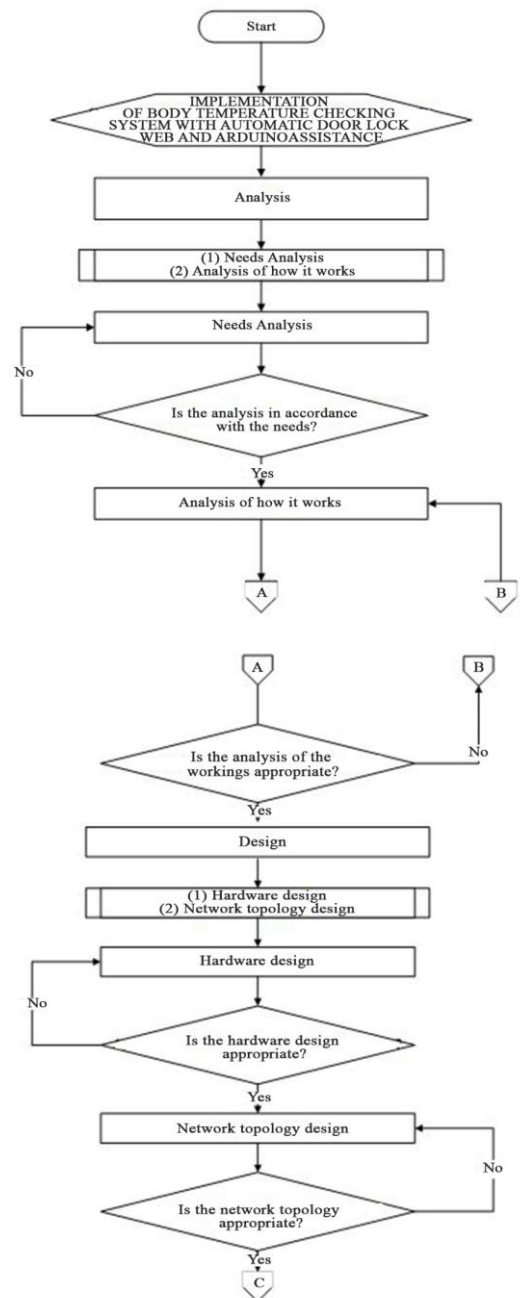 Start
IMPLEMENTATION
OF BODY TEMPERATURE CHECKING
SYSTEM WITH AUTOMATIC DOOR LOCK
WEB AND ARDUINOASSISTANCE
Analysis
(1) Needs Analysis
(2) Analysis of how it works
Needs Analysis
No
Is the analysis in accordance
with the needs?
Yes
Analysis of how it works
A
B
A
B
Is the analysis of the
workings appropriate?
No
Yes
Design
(1) Hardware design
(2) Network topology design
Hardware design
No
Is the hardware design
appropriate?
Yes
Network topology design
No
Is the network topology
appropriate?
Yes
C